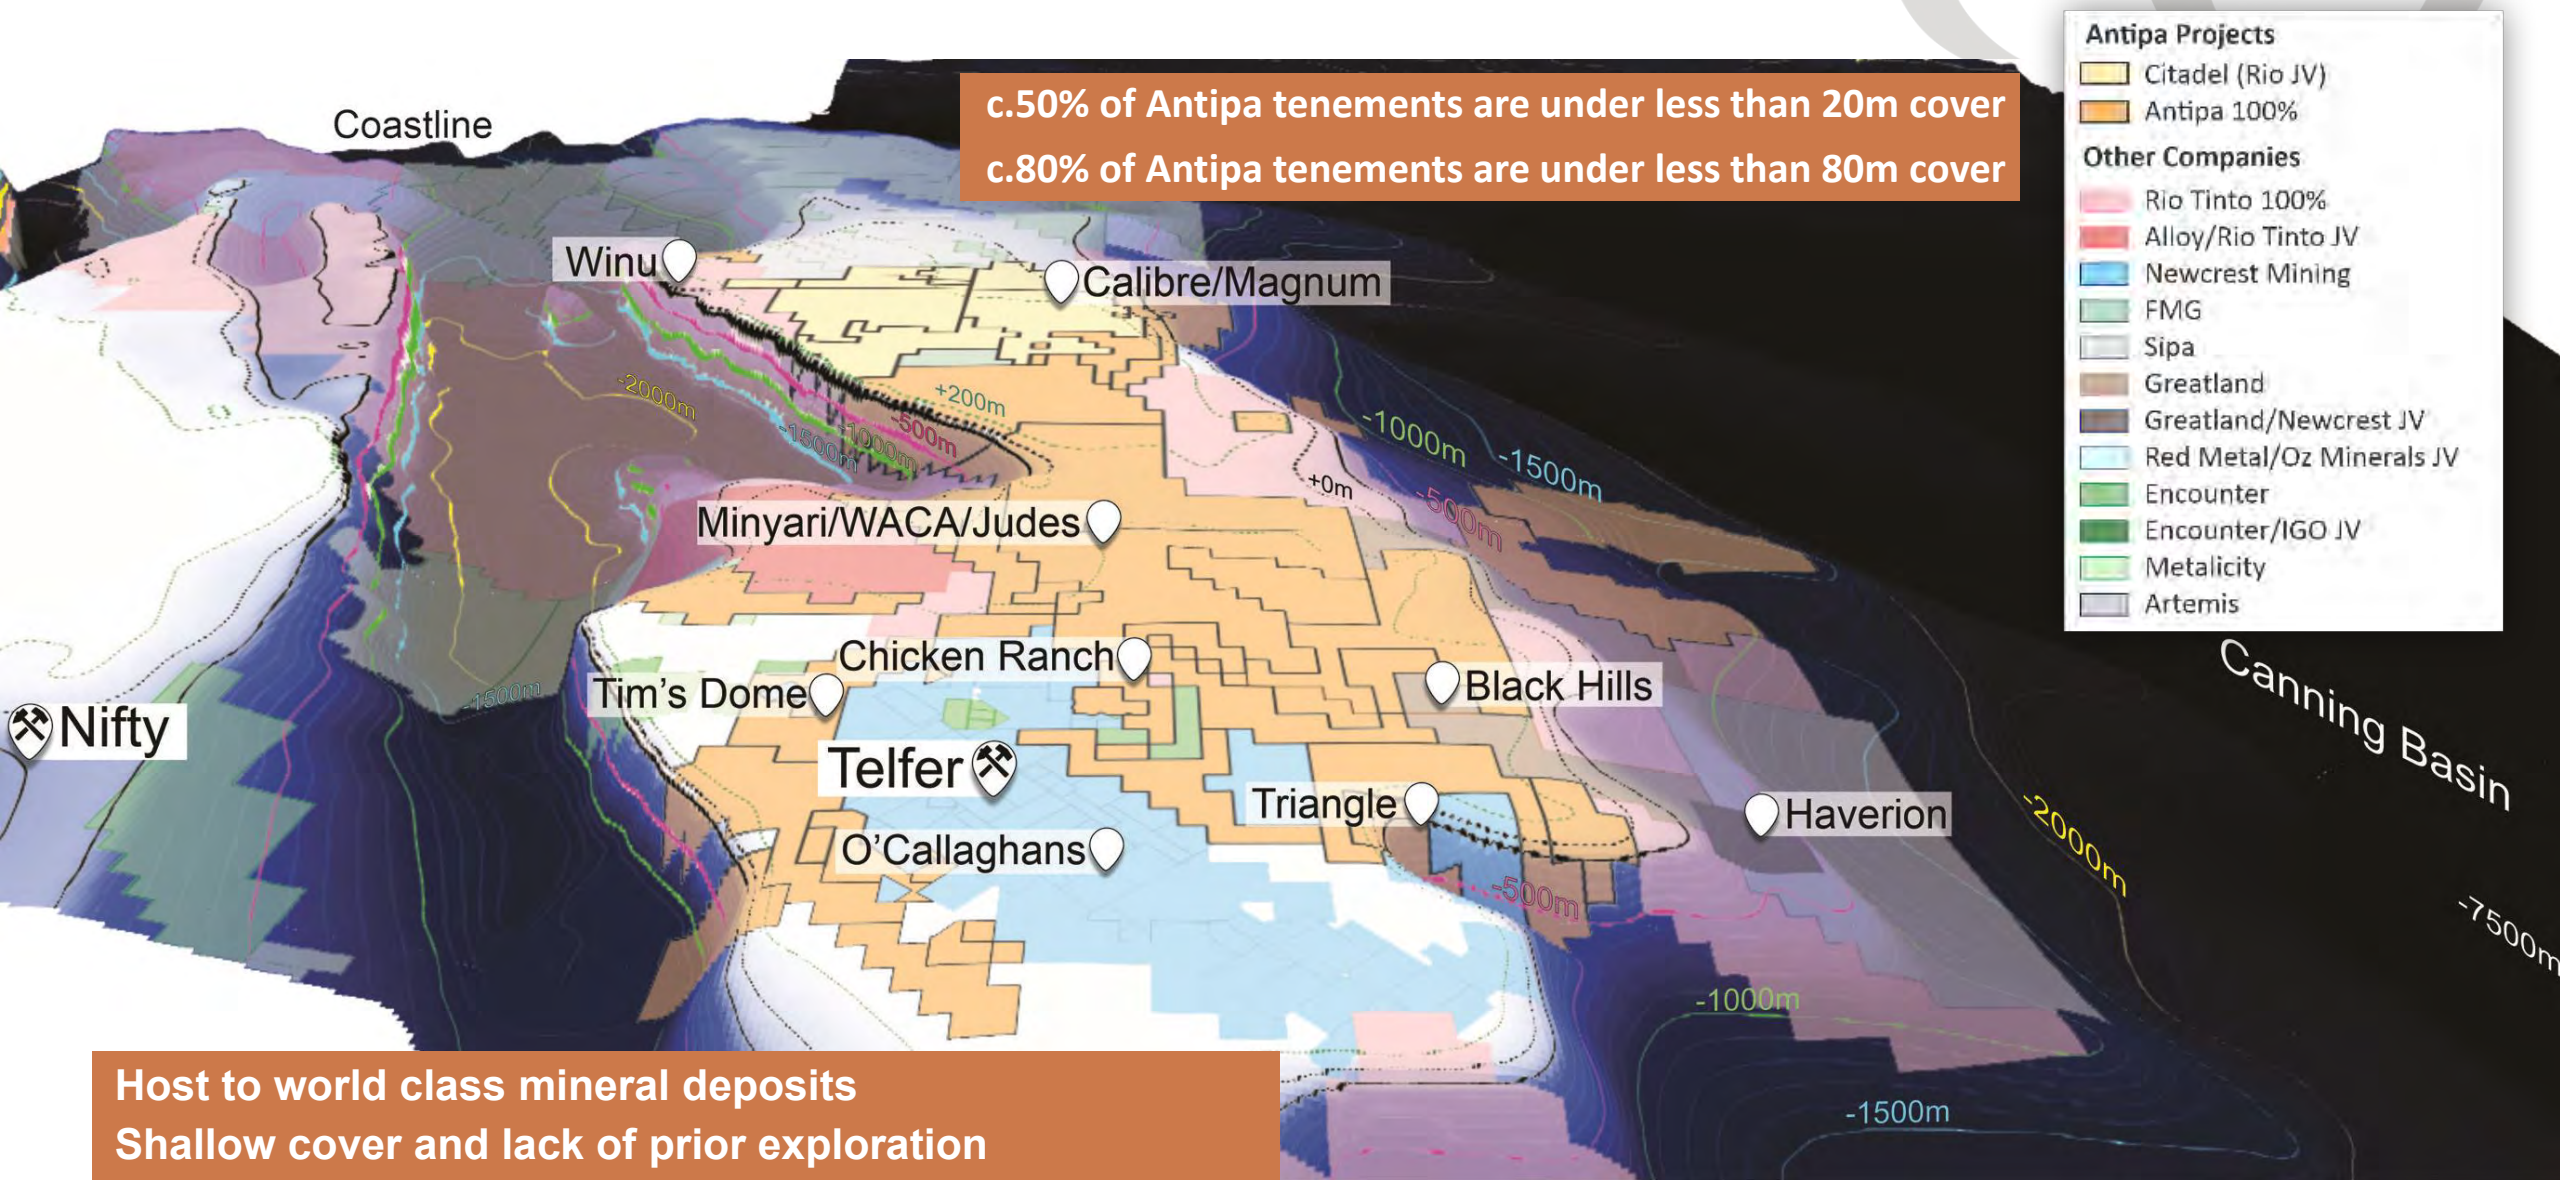 Antipa Projects
Citadel (Rio JV)
Antipa 100%
Other Companies
Rio Tinto 100%
Alloy/Rio Tinto JV
Newcrest Mining
FMG
Sipa
Greatland
Greatland/Newcrest JV
Red Metal/Oz Minerals JV
Encounter
Encounter/IGO JV
Metalicity
Artemis
c.50% of Antipa tenements are under less than 20m cover
c.80% of Antipa tenements are under less than 80m cover
Coastline
Winu
Calibre/Magnum
-2000m
+200m
-500m
-1000m
-1500m
-1000m
-1500m
+0m
-500m
Minyari/WACA/Judes
Chicken Ranch
Tim's Dome
Black Hills
-1500m
Nifty
Telfer
Triangle
Haverion
O'Callaghans
-500m
Canning Basin
-2000m
-7500m
-1000m
-1500m
Host to world class mineral deposits
Shallow cover and lack of prior exploration